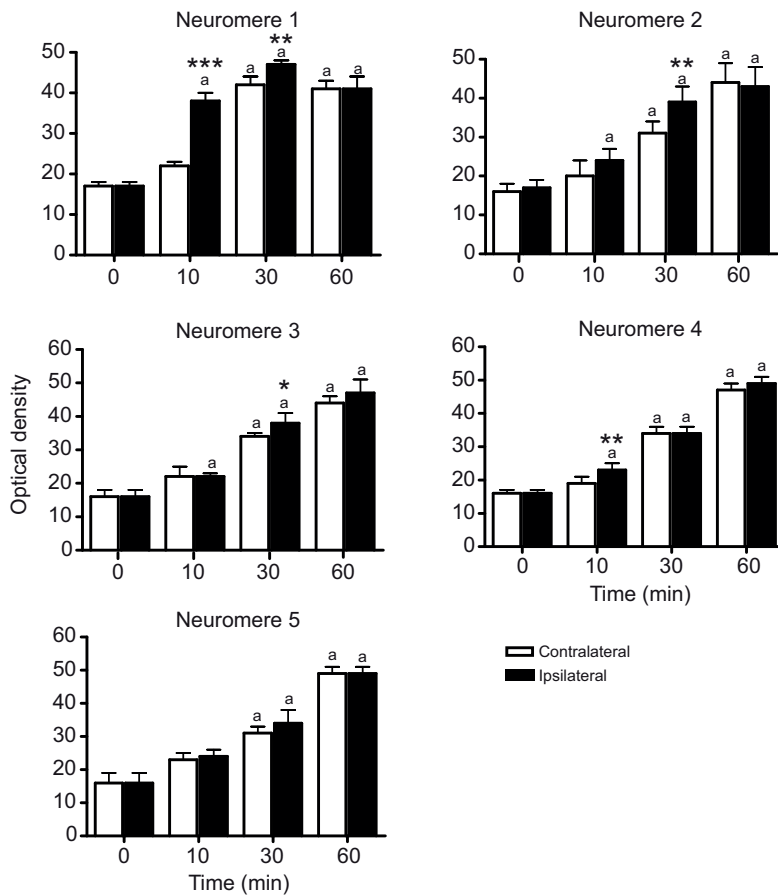 Neuromere 1
50
40
30
20
10
0
***
a
**
a
a
a
a
0 10 30 60
Neuromere 2
50
40
30
20
10
0
a
a
**
a
a
a
0 10 30 60
Neuromere 3
60
50
40
30
20
10
0
a
a
*
a
a
a
0 10 30 60
Optical density
Neuromere 4
60
50
40
30
20
10
0
**
a
a
a
a
a
0 10 30 60
Time (min)
Neuromere 5
60
50
40
30
20
10
0
a
a
a
a
0 10 30 60
Time (min)
Contralateral
Ipsilateral